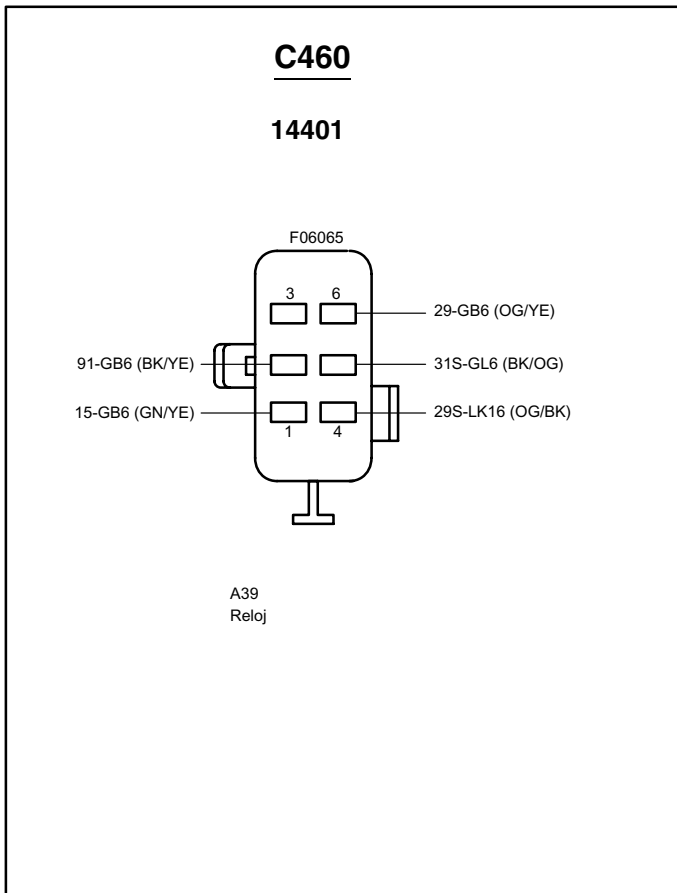 C460
14401
F06065
3 6
29-GB6 (OG/YE)
91-GB6 (BK/YE)
31S-GL6 (BK/OG)
15-GB6 (GN/YE)
29S-LK16 (OG/BK)
1 4
A39
Reloj